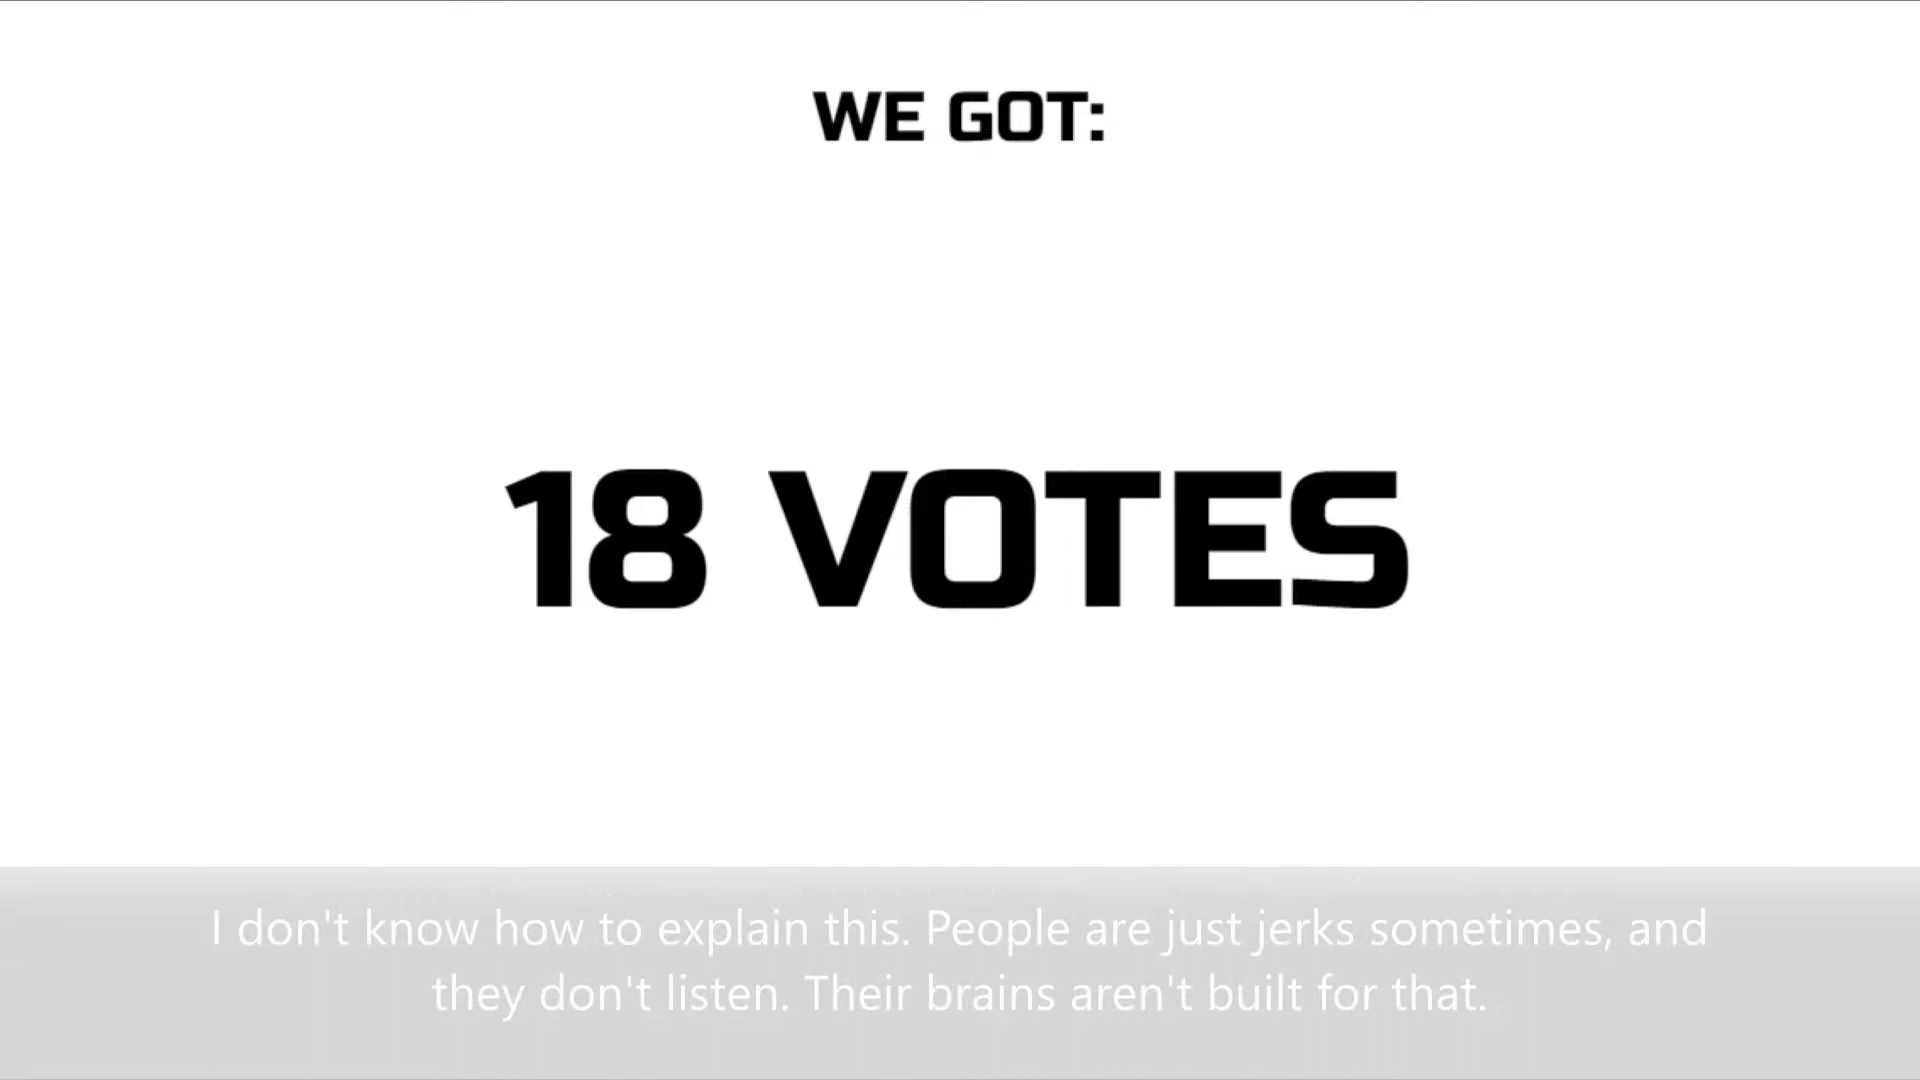 WE GOT:
18 VOTES
I don't know how to explain this. People are just jerks sometimes, and
they don't listen. Their brains aren't built for that.